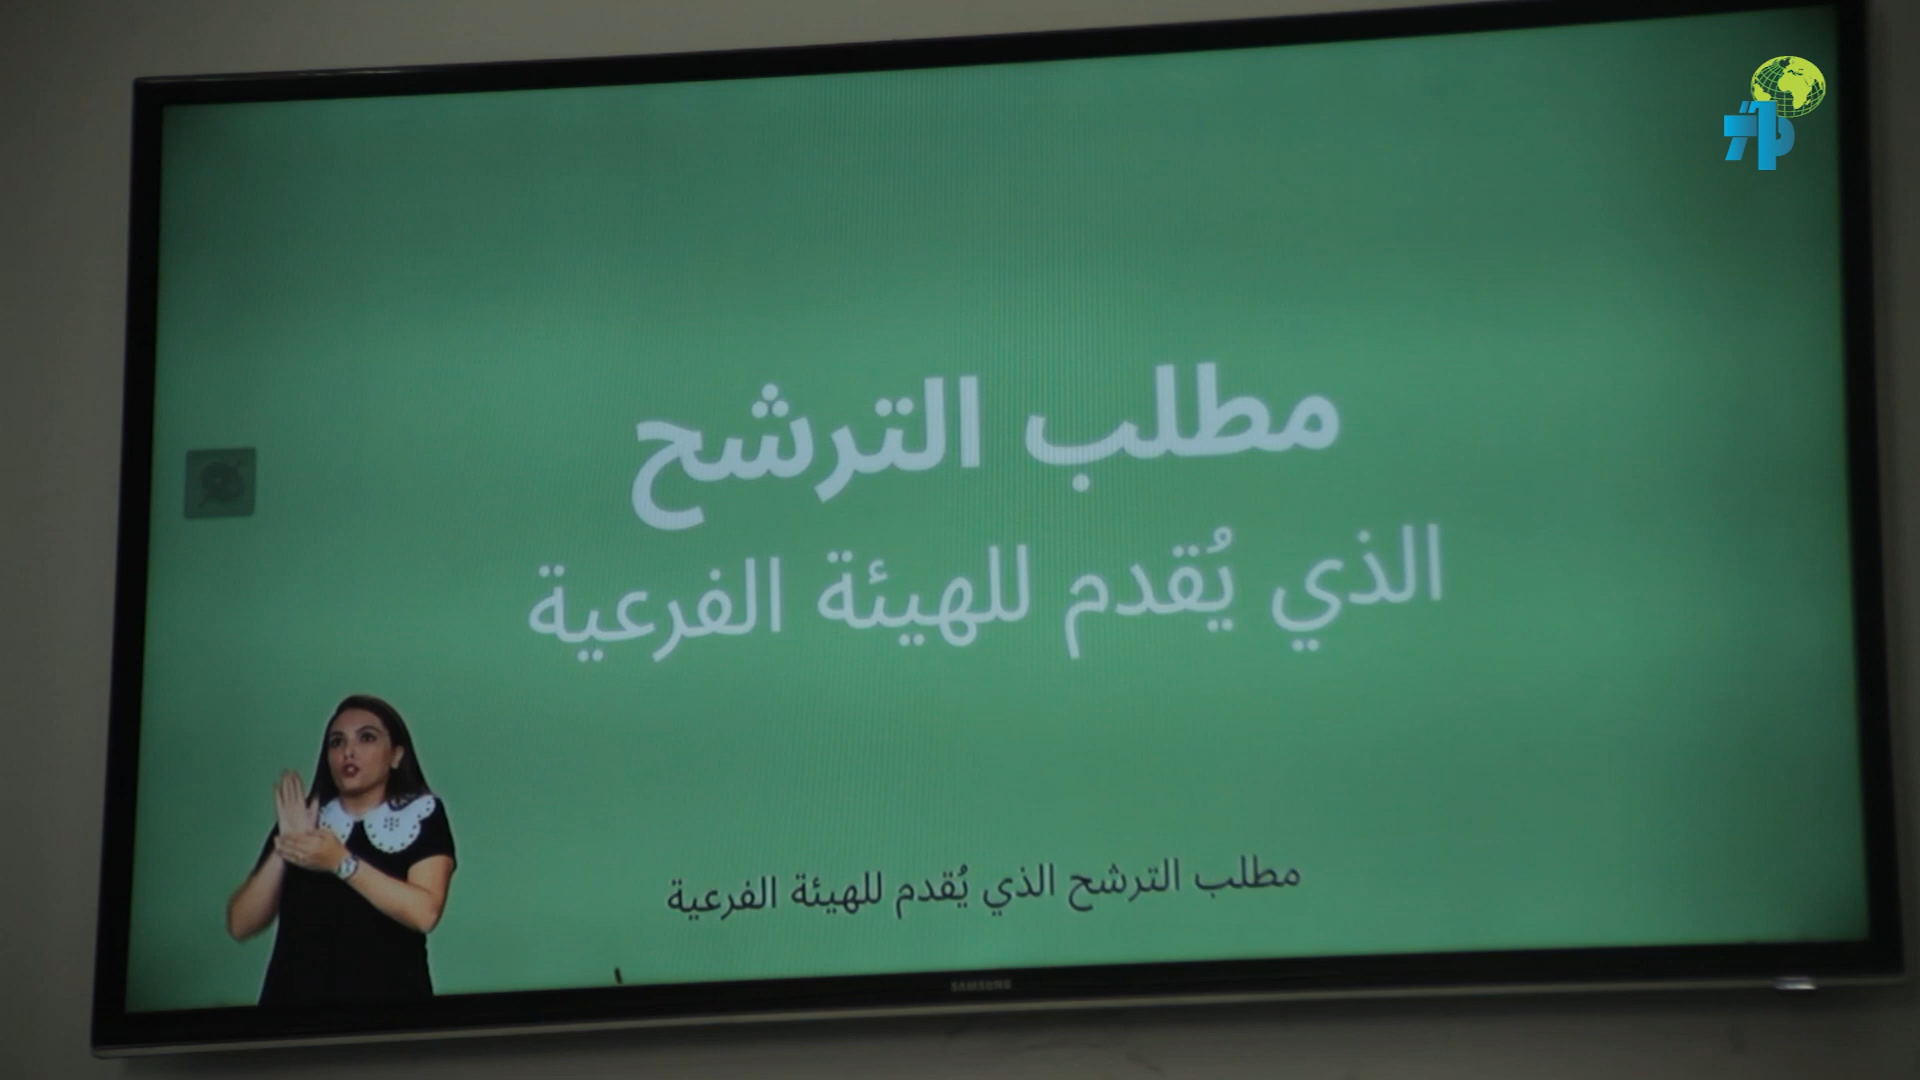 مطلب الترشح
الذي يُقدم للهيئة الفرعية
مطلب الترشح الذي يُقدم للهيئة الفرعية
SAMSUNG